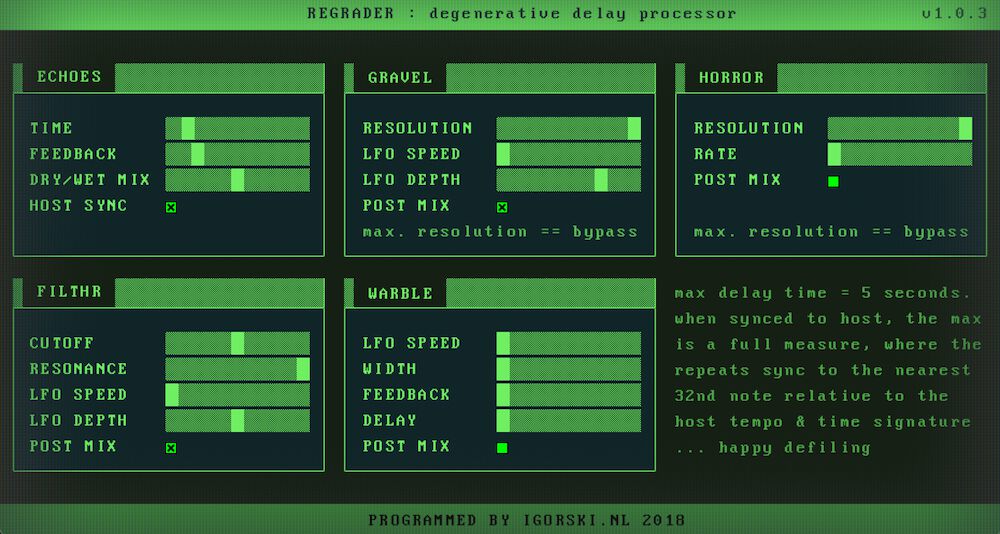 REGRADER : degenerative delay processor
v1.0.3
ECHOES
TIME
FEEDBACK
DRY/WET MIX
HOST SYNC
GRAVEL
RESOLUTION
LFO SPEED
LFO DEPTH
POST MIX
max. resolution == bypass
HORROR
RESOLUTION
RATE
POST MIX
max. resolution == bypass
FILTHR
CUTOFF
RESONANCE
LFO SPEED
LFO DEPTH
POST MIX
WARBLE
LFO SPEED
WIDTH
FEEDBACK
DELAY
POST MIX
max delay time = 5 seconds.
when synced to host, the max
is a full measure, where the
repeats sync to the nearest
32nd note relative to the
host tempo & time signature
... happy defiling
PROGRAMMED BY IGORSKI.NL 2018